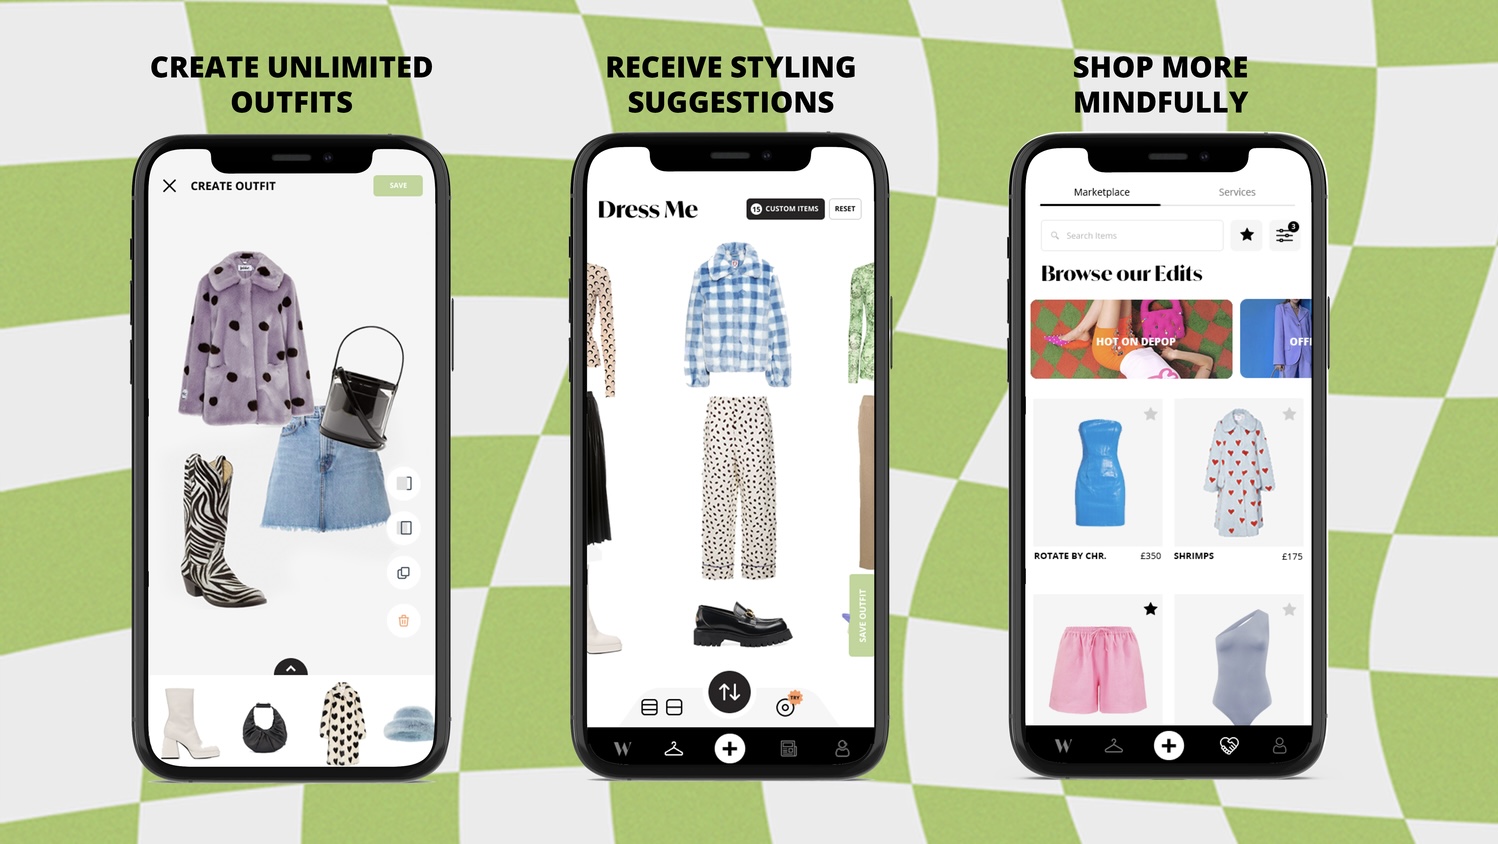 CREATE UNLIMITED
OUTFITS
RECEIVE STYLING
SUGGESTIONS
SHOP MORE
MINDFULLY
CREATE OUTFIT
SAVE
Dress Me
15 CUSTOM ITEMS
RESET
SAVE OUTFIT
TRY
W
Marketplace
Services
Search Items
3
Browse our Edits
HOT ON DEPOP
OFFI
ROTATE BY CHR.
£350
SHRIMPS
£175
W